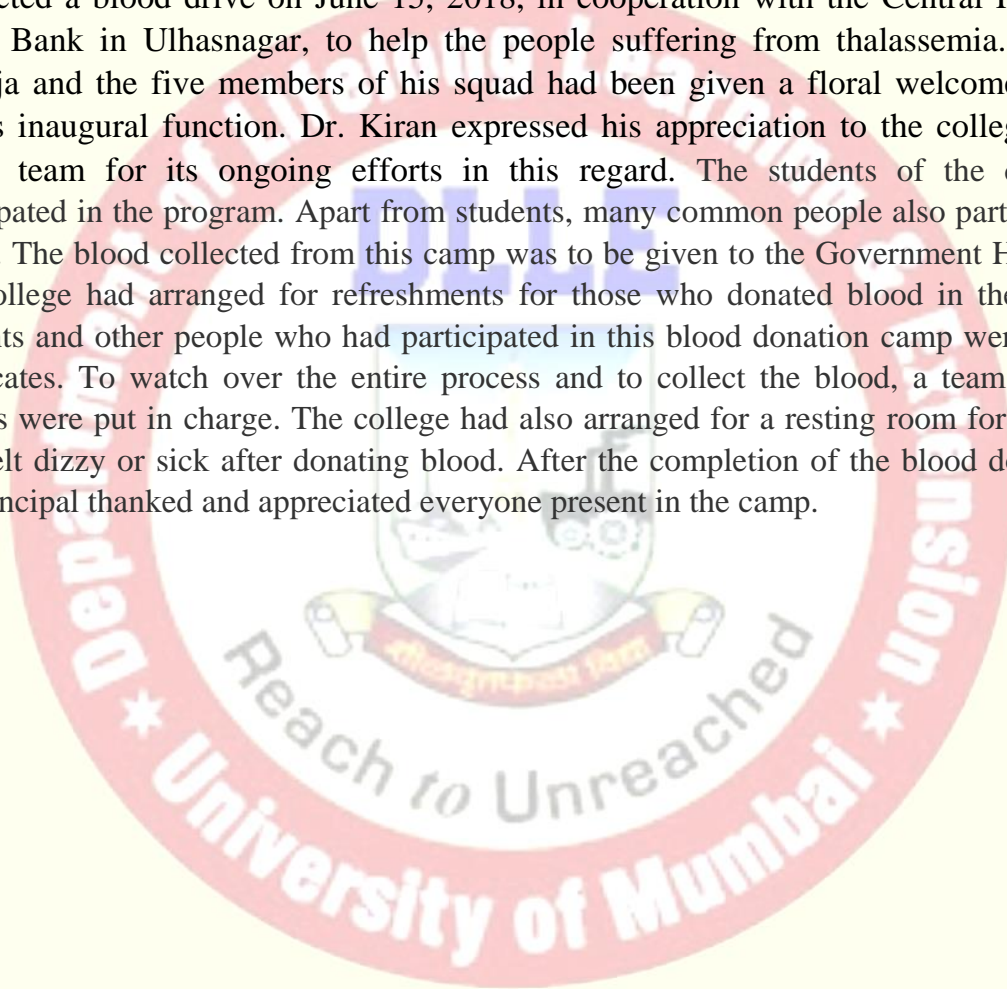 cted a blood drive on June 15, 2018, in cooperation with the Central
Bank in Ulhasnagar, to help the people suffering from thalassemia.
ja and the five members of his squad had been given a floral welcome
s inaugural function. Dr. Kiran expressed his appreciation to the colleg
team for its ongoing efforts in this regard. The students of the
pated in the program. Apart from students, many common people also part
. The blood collected from this camp was to be given to the Government H
ollege had arranged for refreshments for those who donated blood in the
nts and other people who had participated in this blood donation camp wer
cates. To watch over the entire process and to collect the blood, a team
s were put in charge. The college had also arranged for a resting room for
elt dizzy or sick after donating blood. After the completion of the blood do
incipal thanked and appreciated everyone present in the camp.
Department of Lifelong Learning & Extension
DLLE
Reach to Unreached
* University of Mumbai *